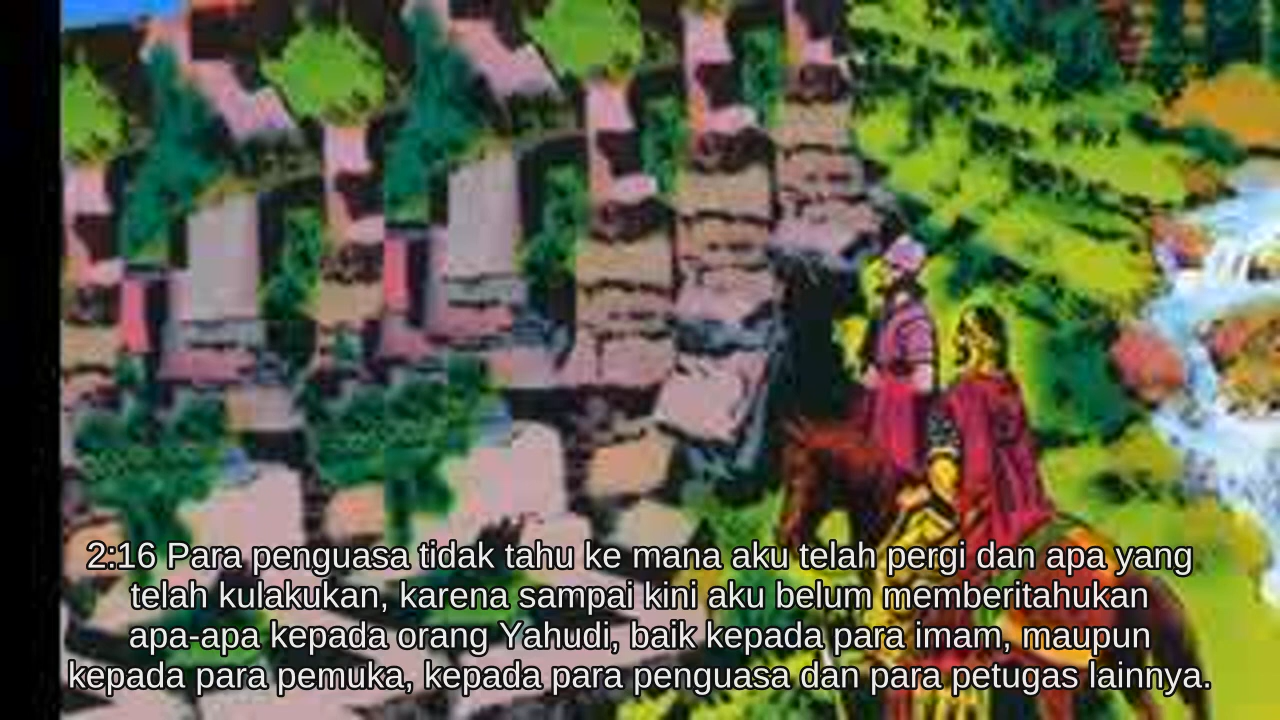 2:16 Para penguasa tidak tahu ke mana aku telah pergi dan apa yang
telah kulakukan, karena sampai kini aku belum memberitahukan
apa-apa kepada orang Yahudi, baik kepada para imam, maupun
kepada para pemuka, kepada para penguasa dan para petugas lainnya.